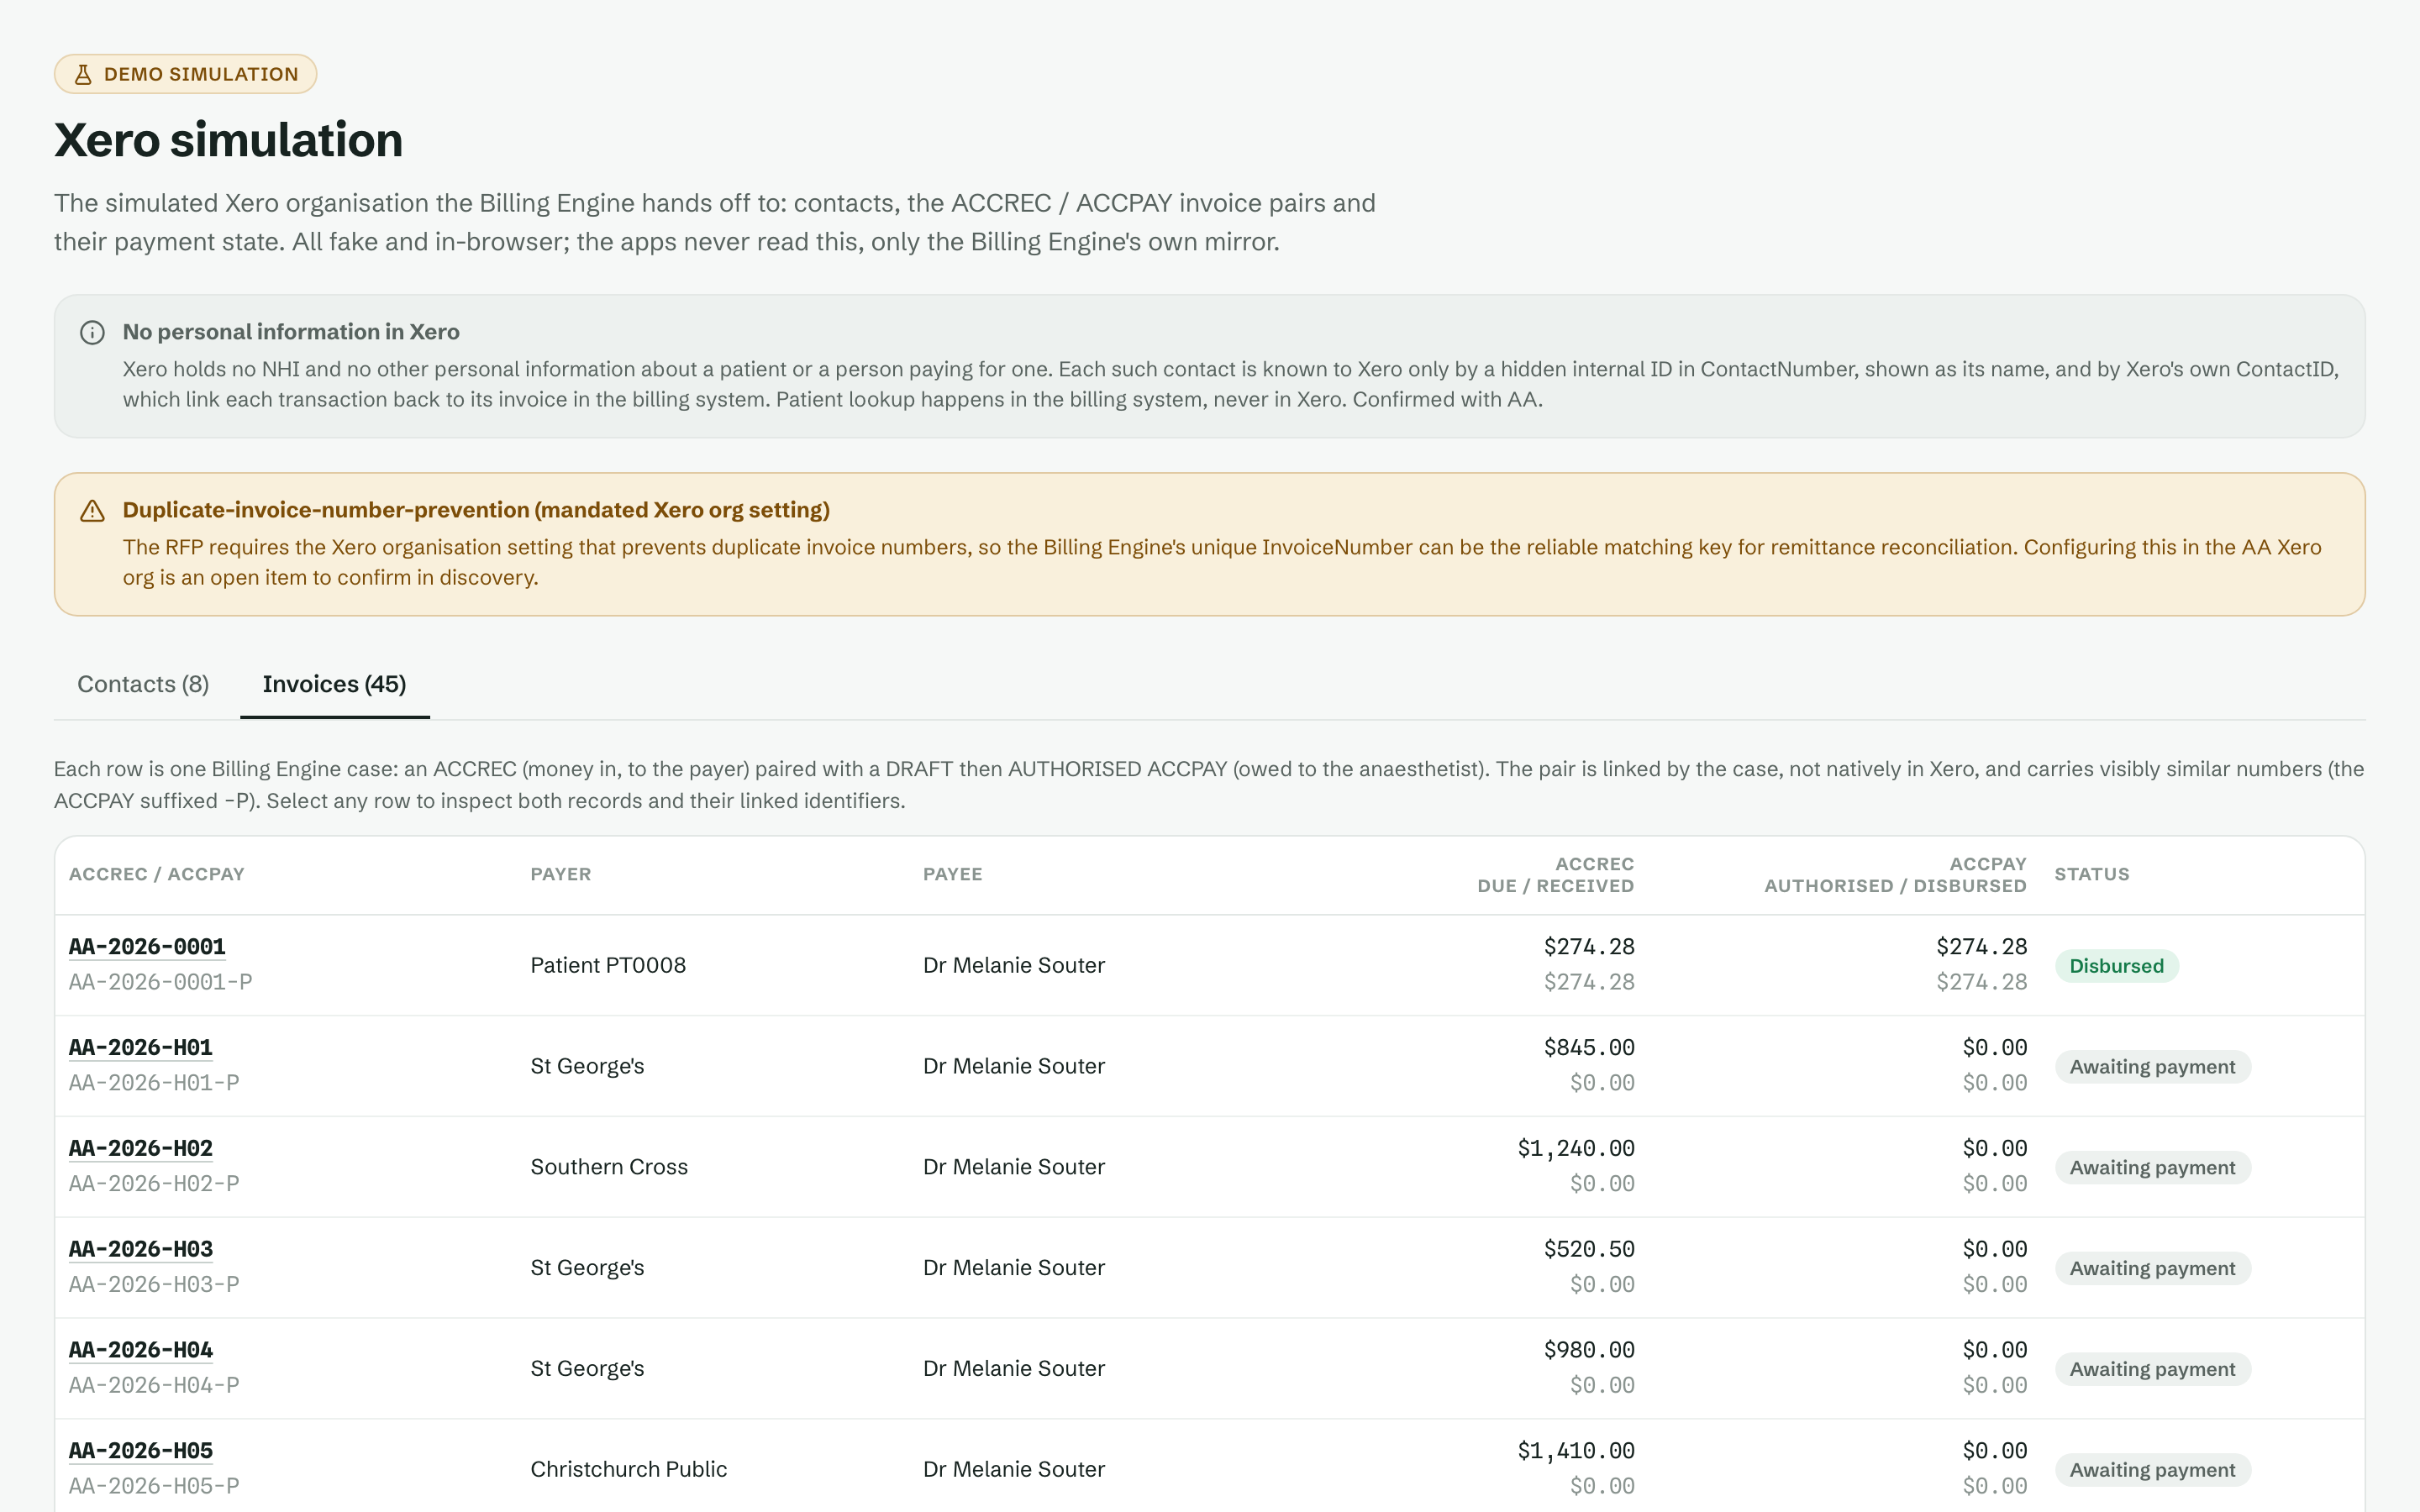 DEMO SIMULATION
Xero simulation
The simulated Xero organisation the Billing Engine hands off to: contacts, the ACCREC / ACCPAY invoice pairs and
their payment state. All fake and in-browser; the apps never read this, only the Billing Engine's own mirror.
No personal information in Xero
Xero holds no NHI and no other personal information about a patient or a person paying for one. Each such contact is known to Xero only by a hidden internal ID in ContactNumber, shown as its name, and by Xero's own ContactID,
which link each transaction back to its invoice in the billing system. Patient lookup happens in the billing system, never in Xero. Confirmed with AA.
Duplicate-invoice-number-prevention (mandated Xero org setting)
The RFP requires the Xero organisation setting that prevents duplicate invoice numbers, so the Billing Engine's unique InvoiceNumber can be the reliable matching key for remittance reconciliation. Configuring this in the AA Xero
org is an open item to confirm in discovery.
Contacts (8) Invoices (45)
Each row is one Billing Engine case: an ACCREC (money in, to the payer) paired with a DRAFT then AUTHORISED ACCPAY (owed to the anaesthetist). The pair is linked by the case, not natively in Xero, and carries visibly similar numbers (the
ACCPAY suffixed -P). Select any row to inspect both records and their linked identifiers.
ACCREC / ACCPAY PAYER PAYEE ACCREC DUE / RECEIVED ACCPAY AUTHORISED / DISBURSED STATUS
AA-2026-0001 $274.28 $274.28
Patient PT0008 Dr Melanie Souter Disbursed
AA-2026-0001-P $274.28 $274.28
AA-2026-H01 $845.00 $0.00
St George's Dr Melanie Souter Awaiting payment
AA-2026-H01-P $0.00 $0.00
AA-2026-H02 $1,240.00 $0.00
Southern Cross Dr Melanie Souter Awaiting payment
AA-2026-H02-P $0.00 $0.00
AA-2026-H03 $520.50 $0.00
St George's Dr Melanie Souter Awaiting payment
AA-2026-H03-P $0.00 $0.00
AA-2026-H04 $980.00 $0.00
St George's Dr Melanie Souter Awaiting payment
AA-2026-H04-P $0.00 $0.00
AA-2026-H05 $1,410.00 $0.00
Christchurch Public Dr Melanie Souter Awaiting payment
AA-2026-H05-P $0.00 $0.00